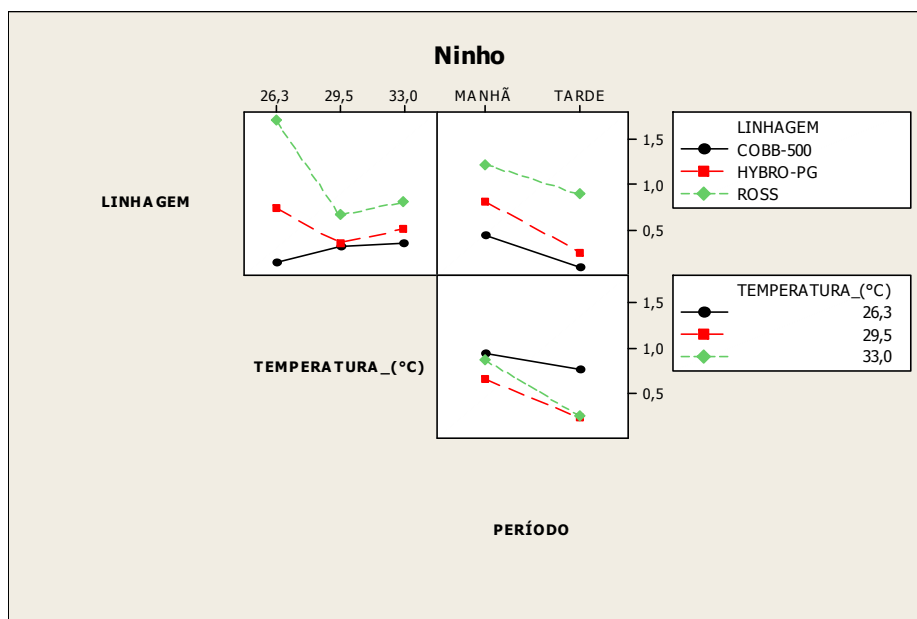 Ninho
26,3 29,5 33,0 MANHÃ TARDE
LINHAGEM
1,5
1,0
0,5
LINHAGEM
COBB-500
HYBRO-PG
ROSS
TEMPERATURA_(°C)
1,5
1,0
0,5
TEMPERATURA_(°C)
26,3
29,5
33,0
PERÍODO